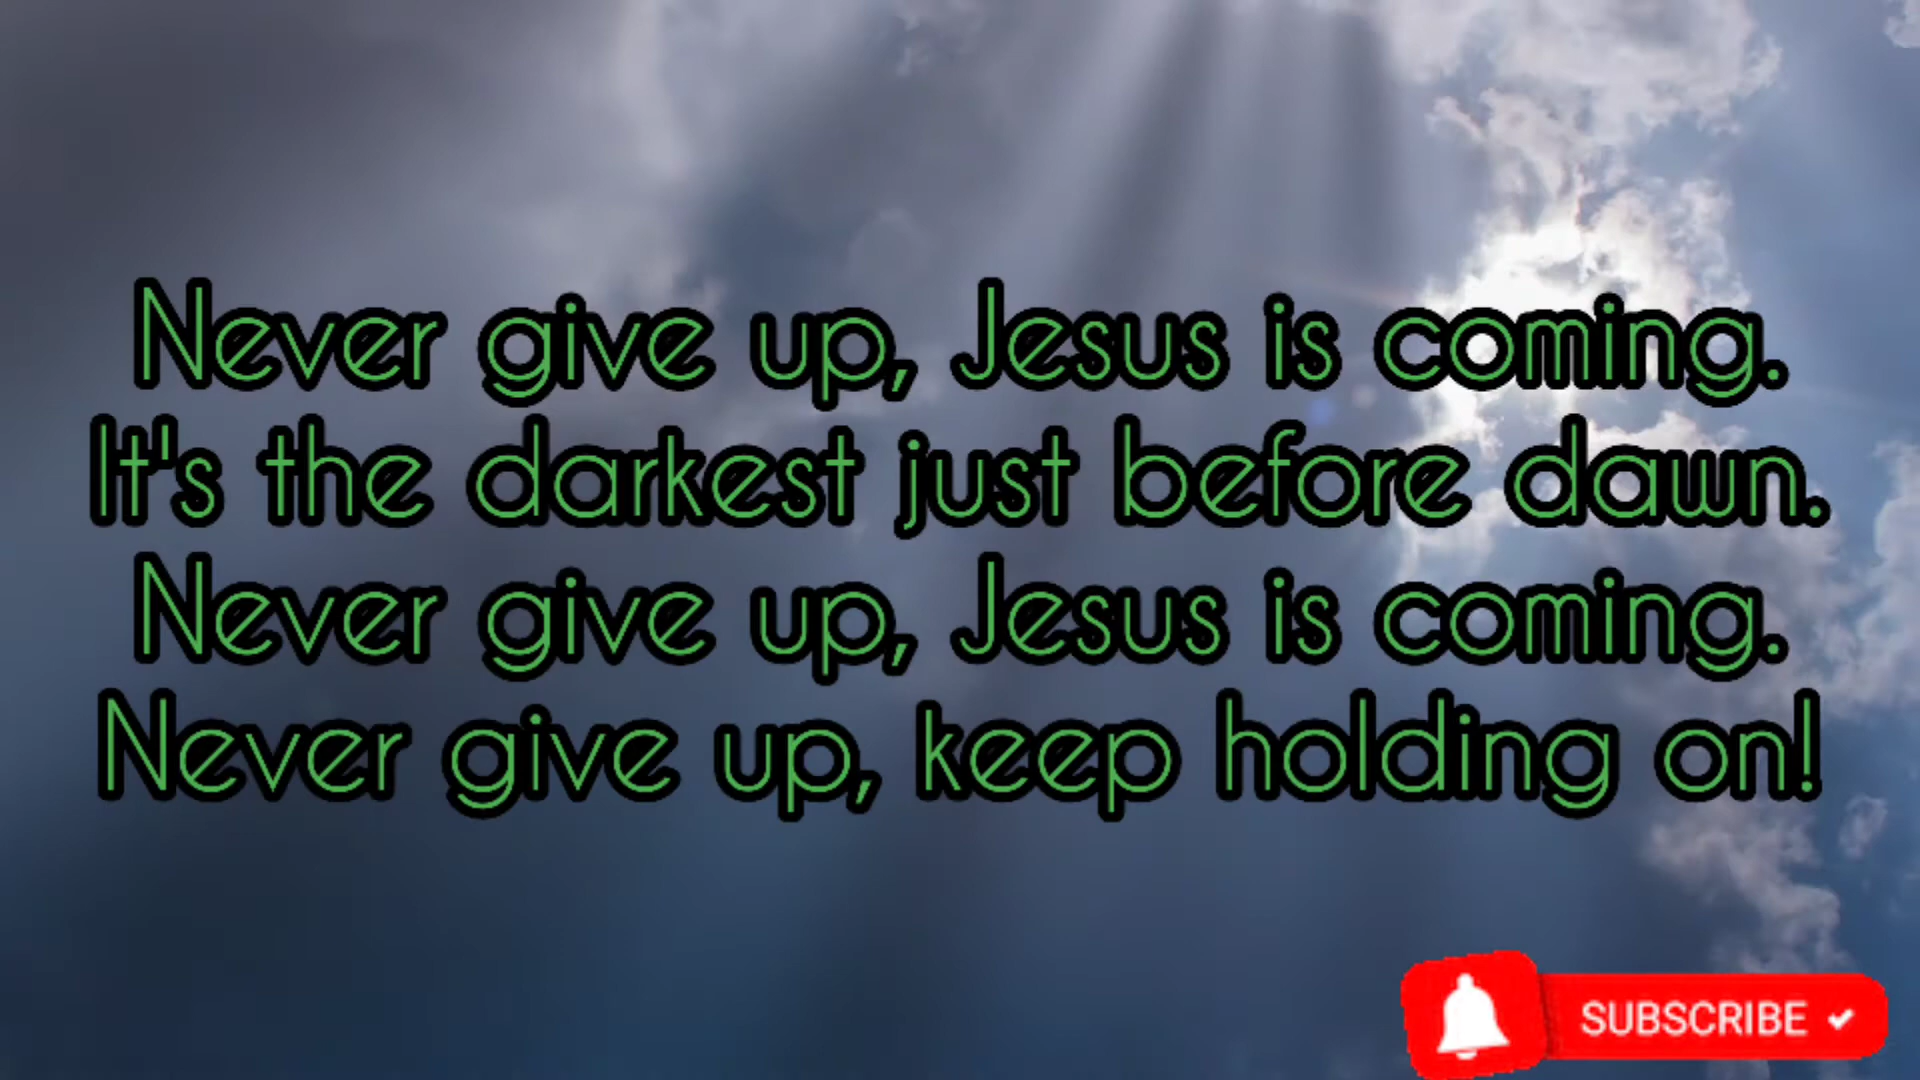 Never give up, Jesus is coming.
It's the darkest just before dawn.
Never give up, Jesus is coming.
Never give up, keep holding on!
SUBSCRIBE